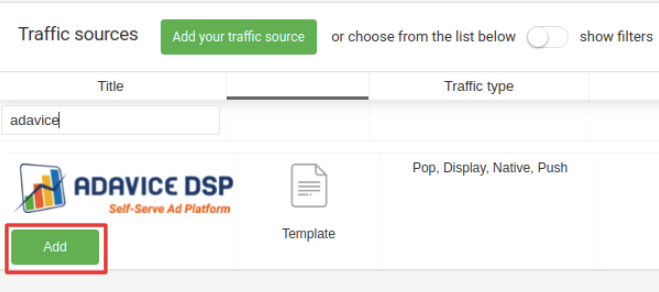 Traffic sources Add your traffic source or choose from the list below show filters
Title Traffic type
adavice
ADAVICE DSP
Self-Serve Ad Platform
Pop, Display, Native, Push
Template
Add